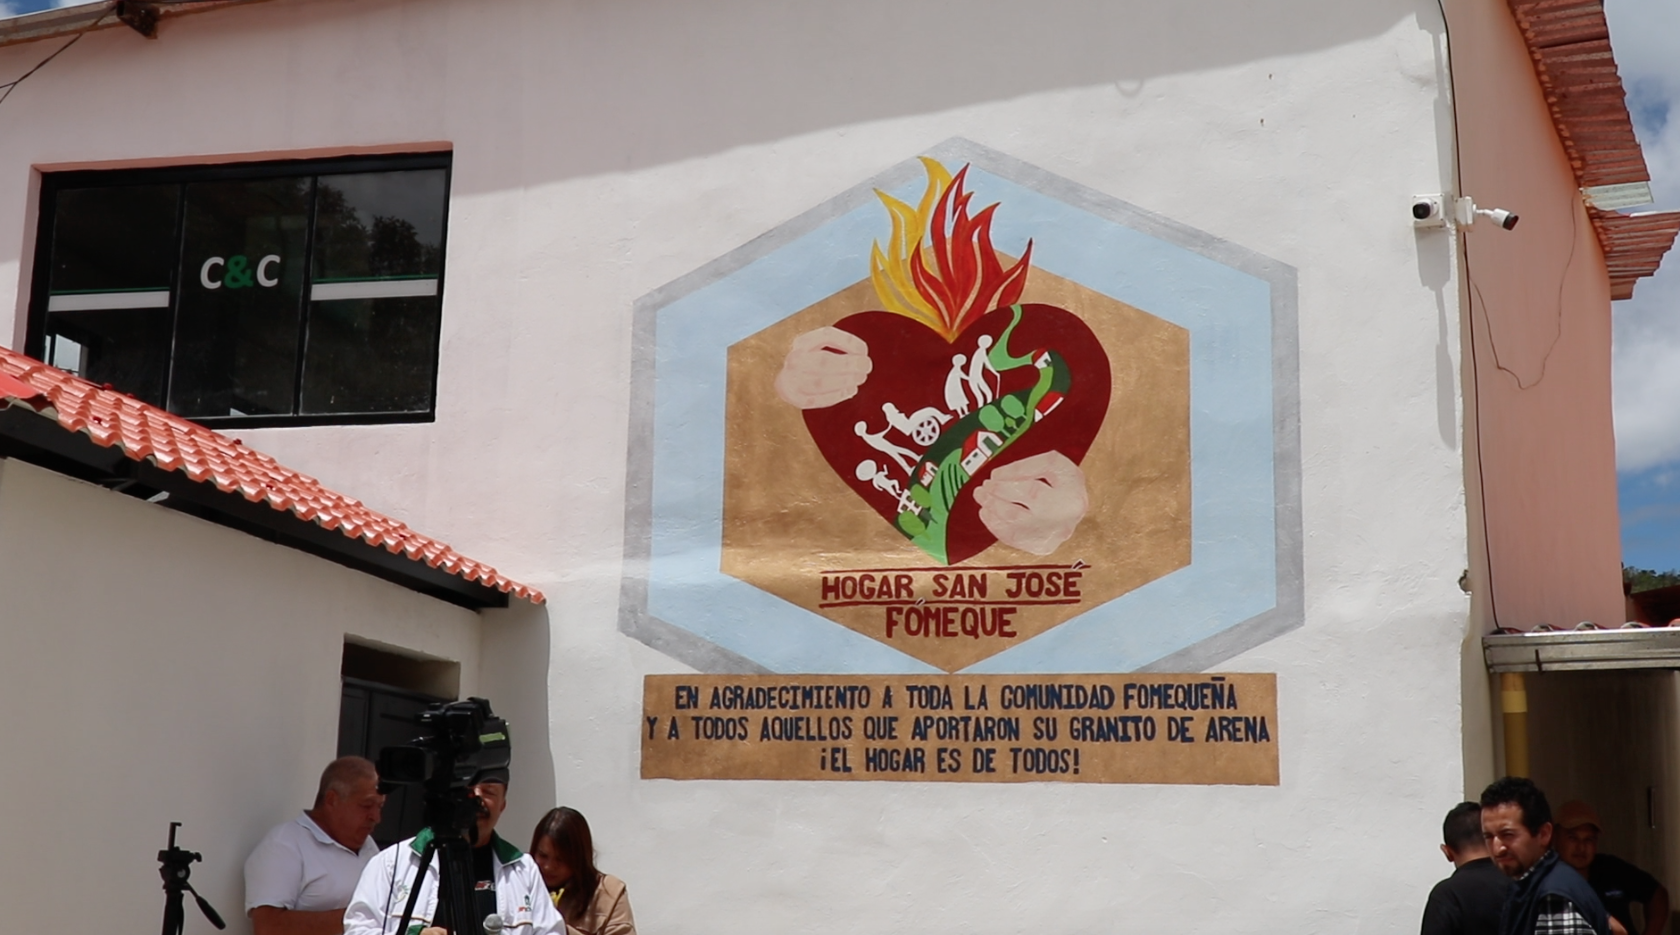 C&C
HOGAR SAN JOSÉ
FÓMEQUE
EN AGRADECIMIENTO A TODA LA COMUNIDAD FOMEQUEÑA
Y A TODOS AQUELLOS QUE APORTARON SU GRANITO DE ARENA
¡EL HOGAR ES DE TODOS!